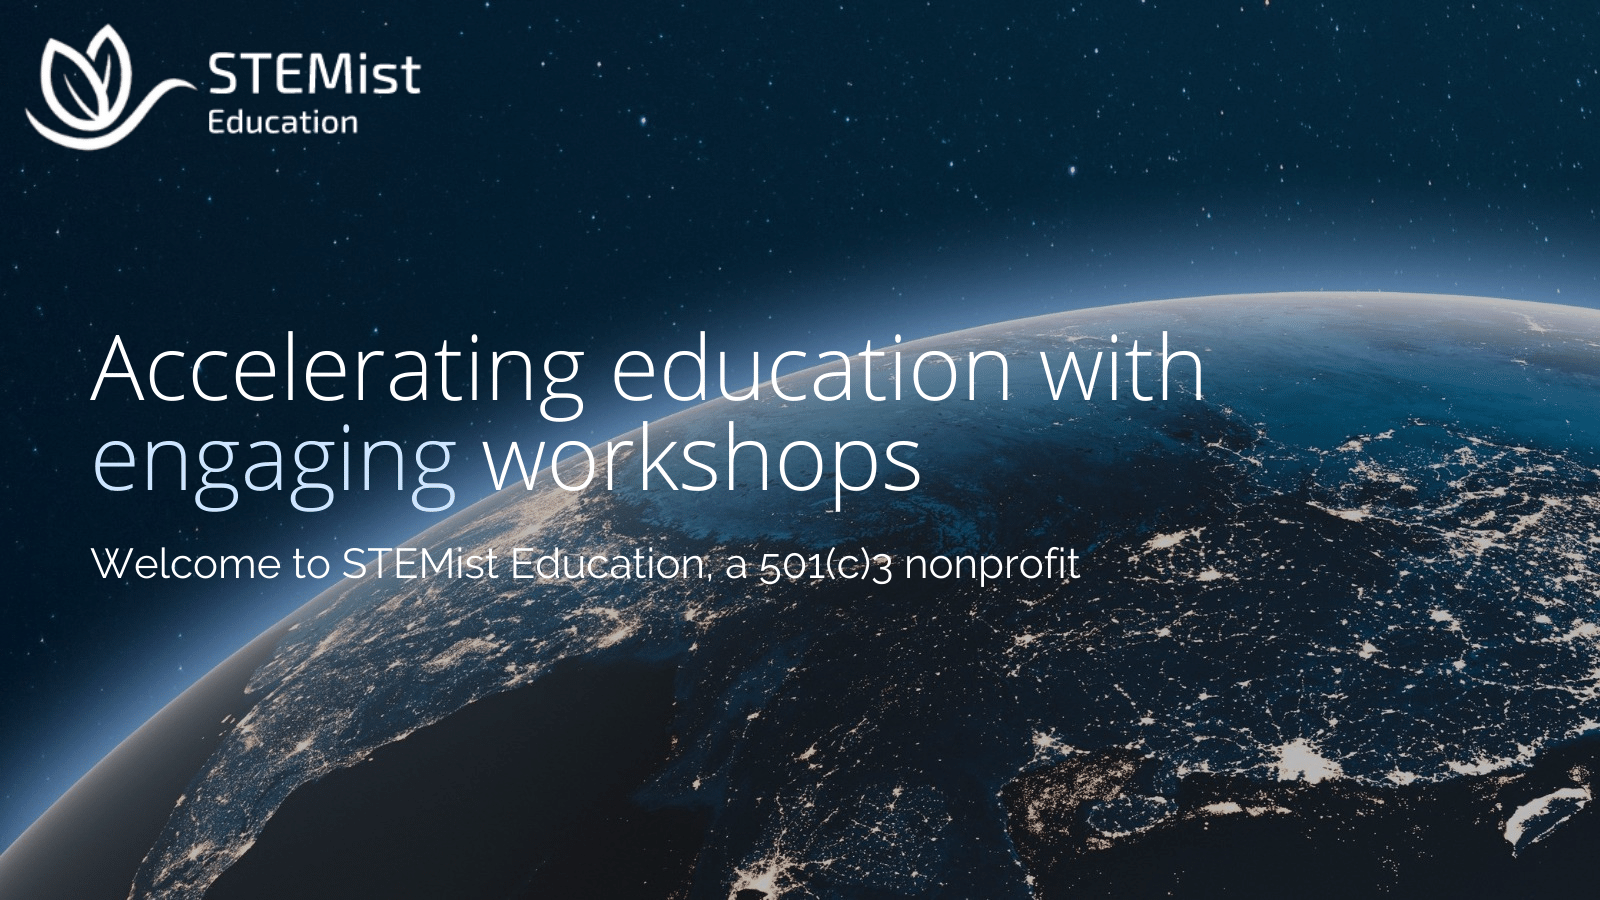 STEMist
Education
Accelerating education with
engaging workshops
Welcome to STEMist Education, a 501(c)3 nonprofit